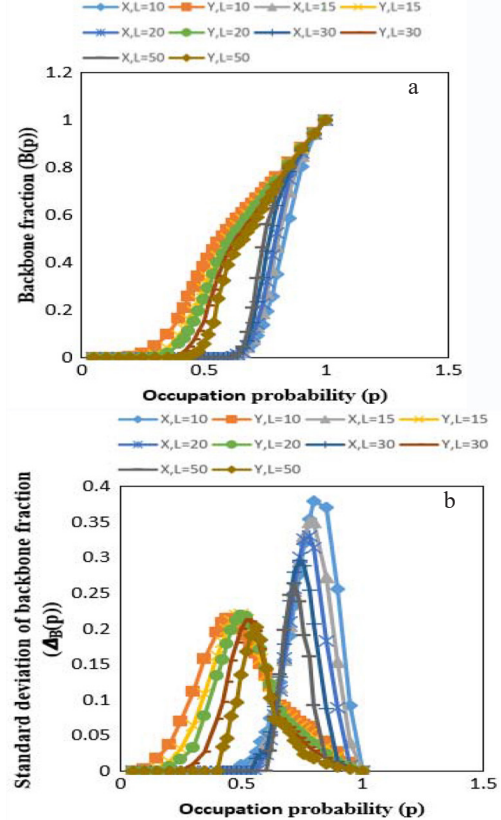 X,L=10 Y,L=10 X,L=15 Y,L=15
X,L=20 Y,L=20 X,L=30 Y,L=30
X,L=50 Y,L=50
1.2
a
1
0.8
0.6
0.4
0.2
0
0 0.5 1 1.5
Backbone fraction (B(p))
Occupation probability (p)
X,L=10 Y,L=10 X,L=15 Y,L=15
X,L=20 Y,L=20 X,L=30 Y,L=30
X,L=50 Y,L=50
0.4
b
0.35
0.3
0.25
0.2
0.15
0.1
0.05
0
0 0.5 1 1.5
Standard deviation of backbone fraction
(Δ_B(p))
Occupation probability (p)